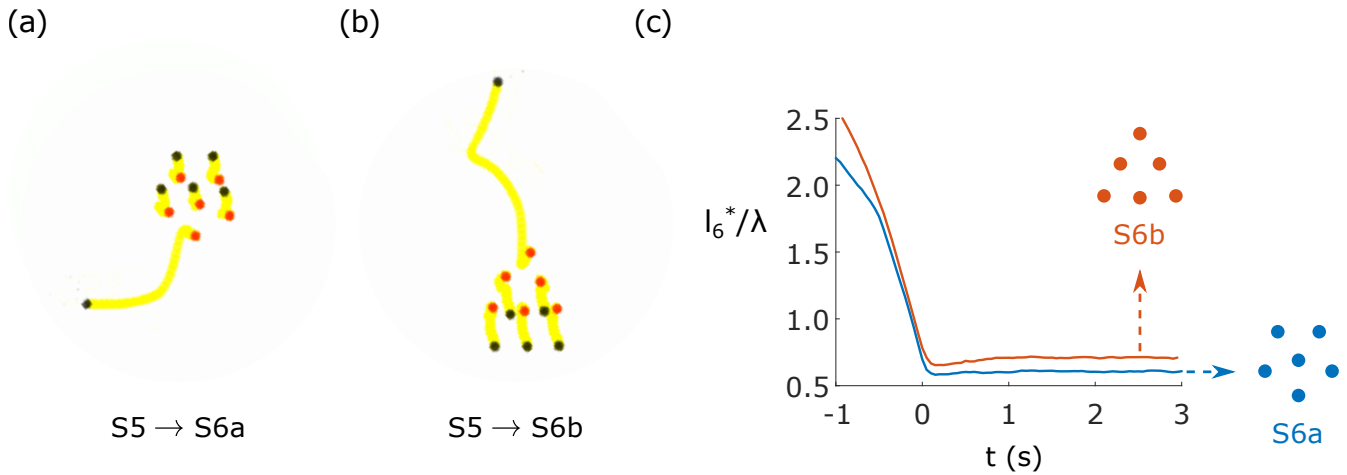 (a)
(b)
(c)
S5 → S6a
S5 → S6b
2.5
2.0
1.5
1.0
0.5
l₆*/λ
-1
0
1
2
3
t (s)
S6b
S6a